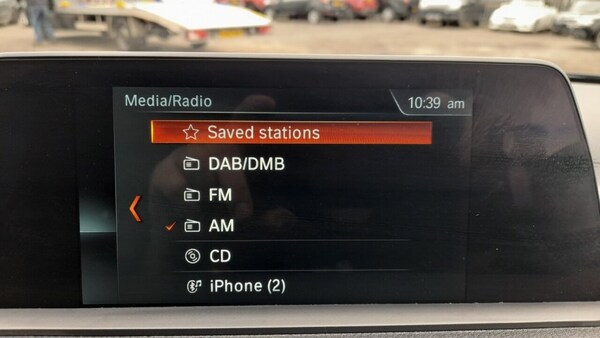 Media/Radio
10:39 am
Saved stations
DAB/DMB
FM
AM
CD
iPhone (2)